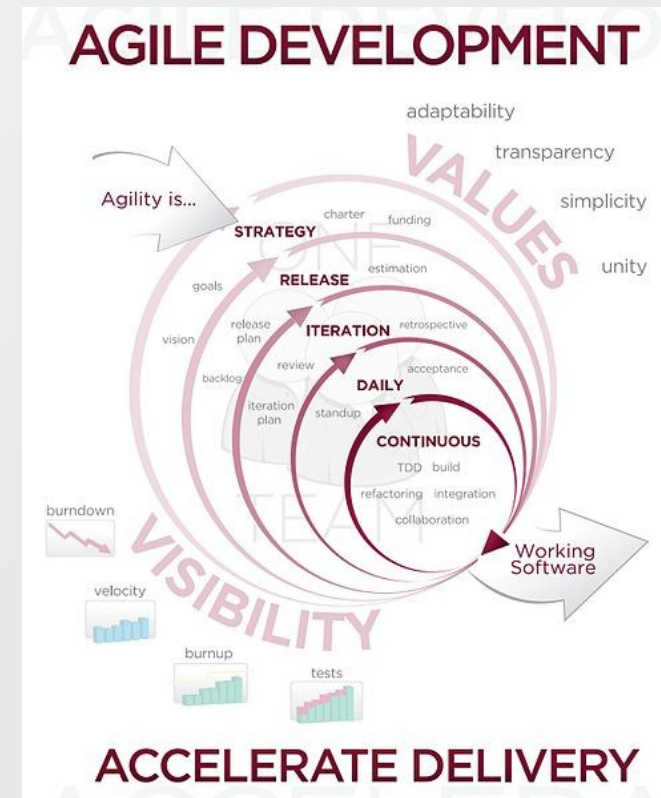 AGILE DEVELOPMENT
adaptability
transparency
simplicity
unity
VALUES
Agility is...
STRATEGY
charter
funding
ONE
RELEASE
estimation
goals
vision
release
plan
ITERATION
retrospective
backlog
review
iteration
plan
DAILY
acceptance
standup
CONTINUOUS
TDD build
refactoring integration
collaboration
TEAM
Working
Software
burndown
VISIBILITY
velocity
burnup
tests
ACCELERATE DELIVERY